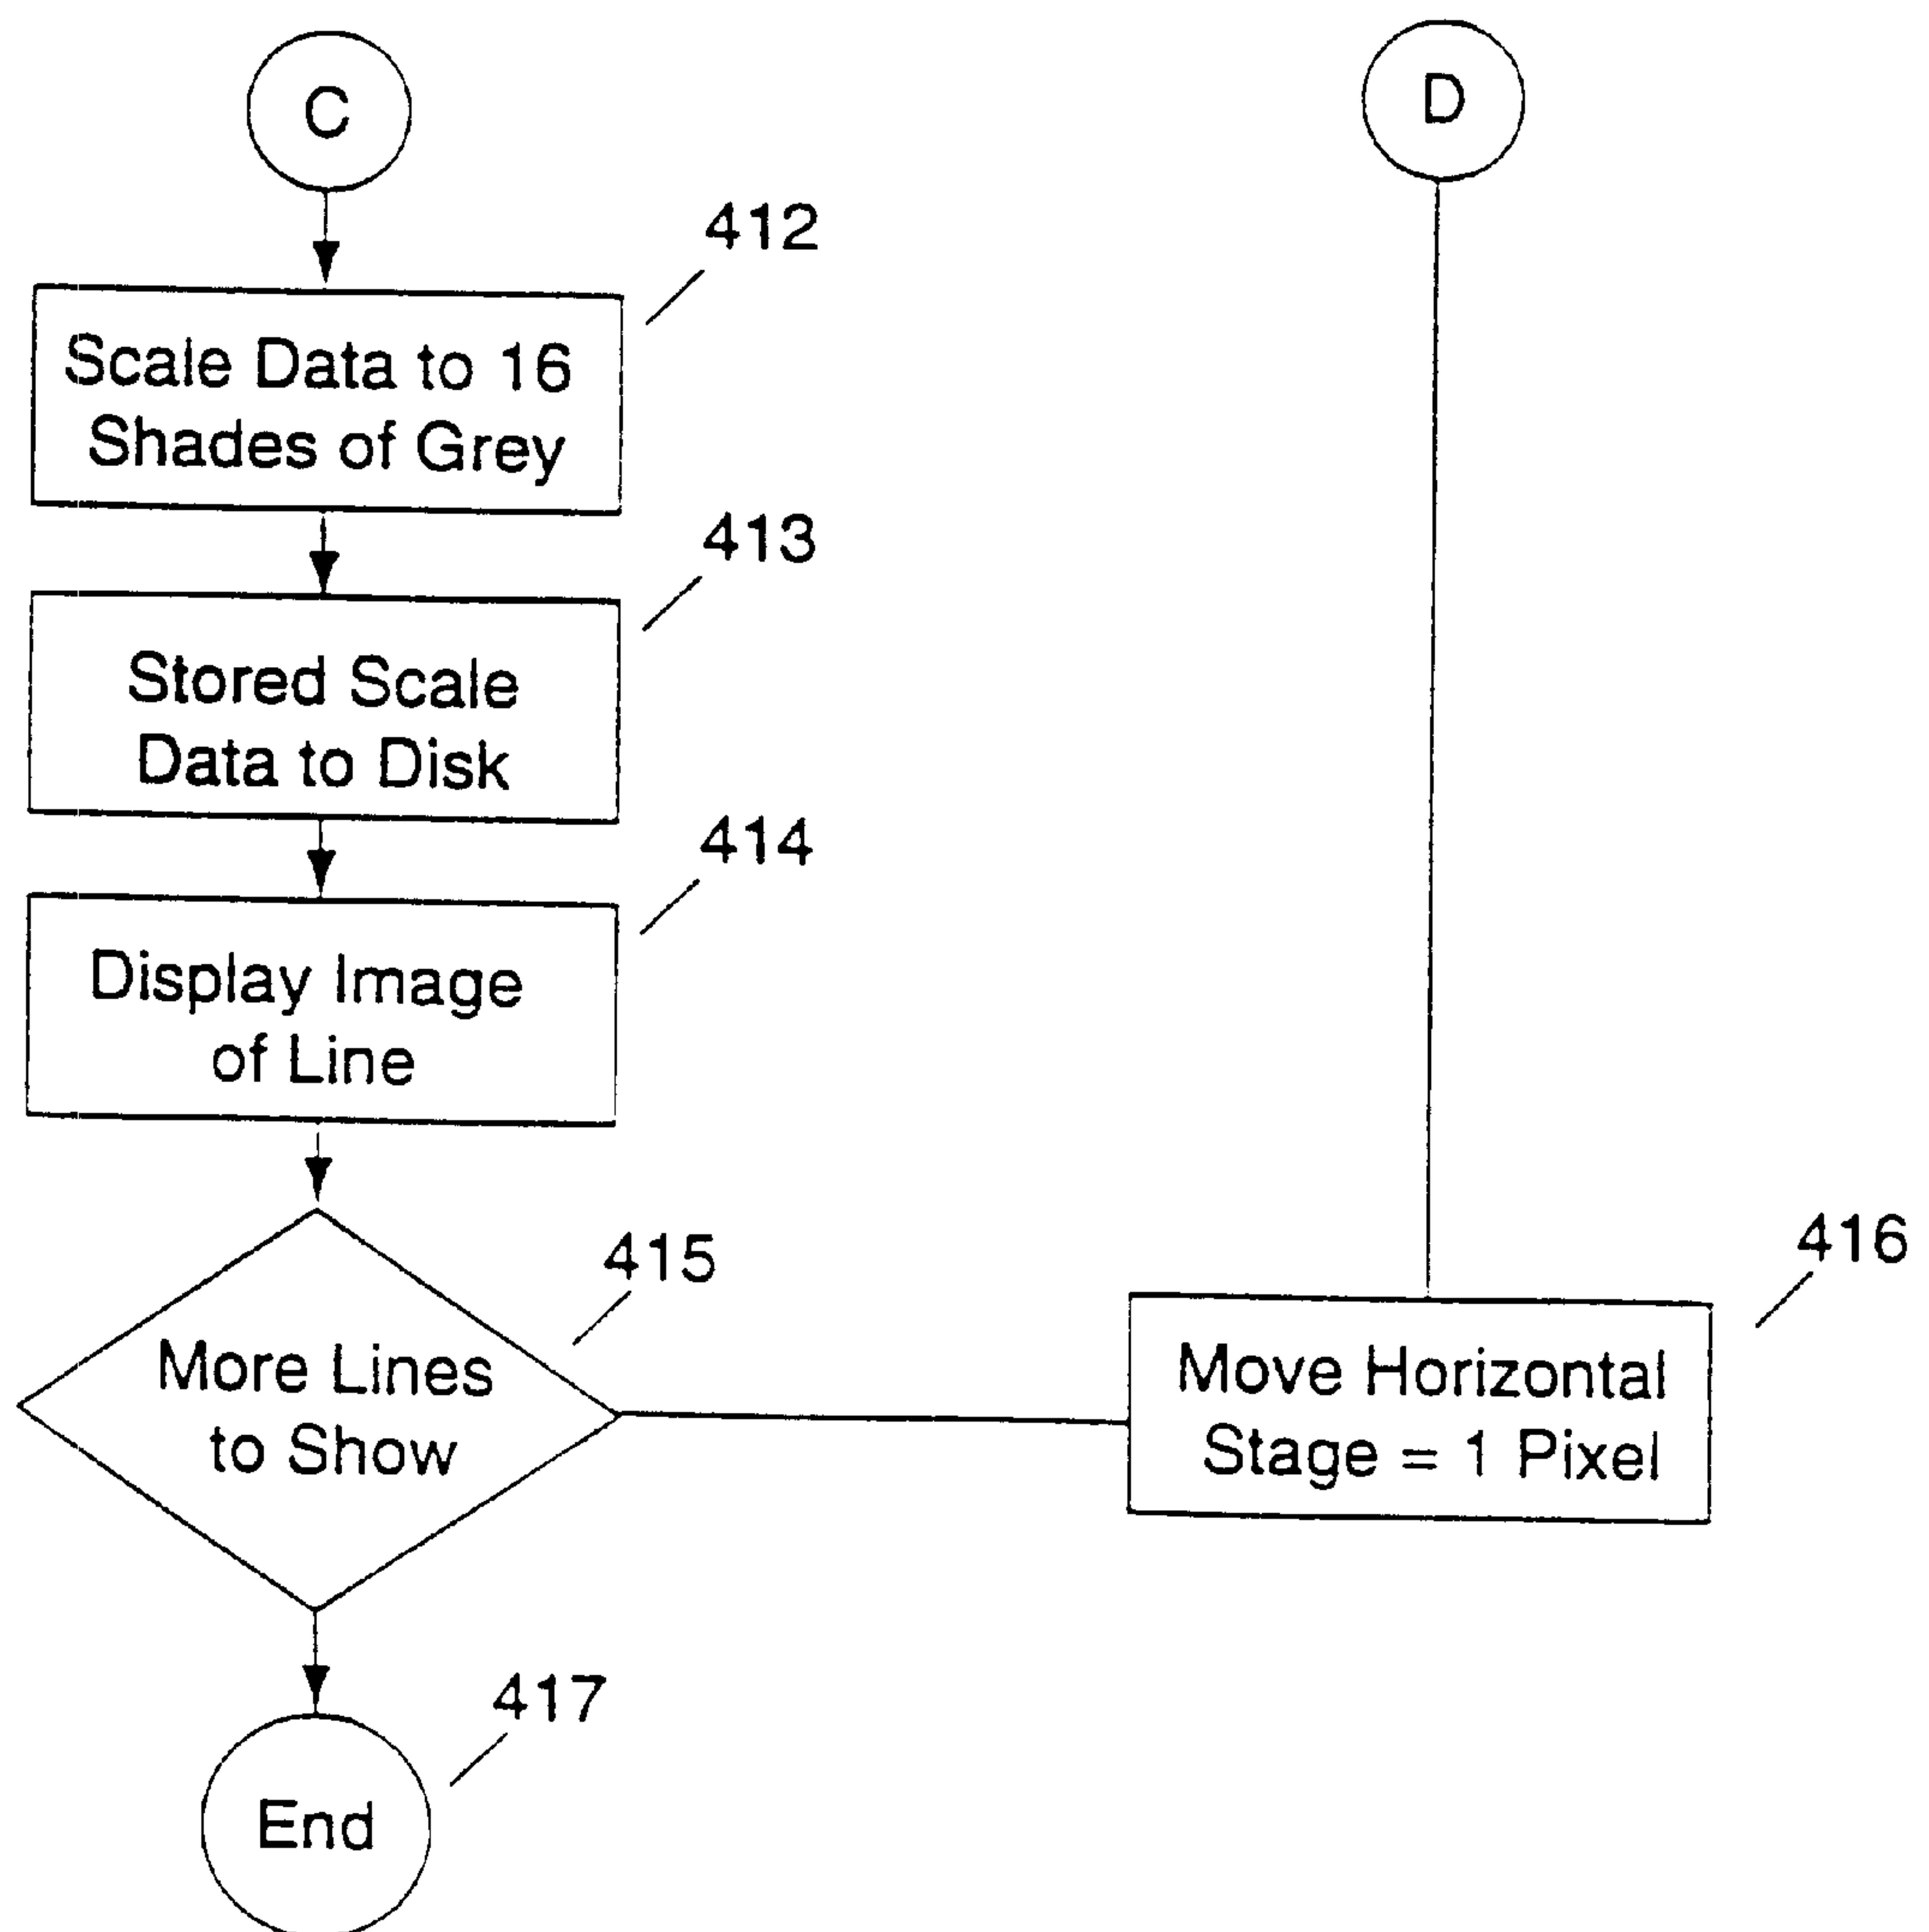 C
D
412
Scale Data to 16
Shades of Grey
413
Stored Scale
Data to Disk
414
Display Image
of Line
415
More Lines
to Show
416
Move Horizontal
Stage = 1 Pixel
417
End